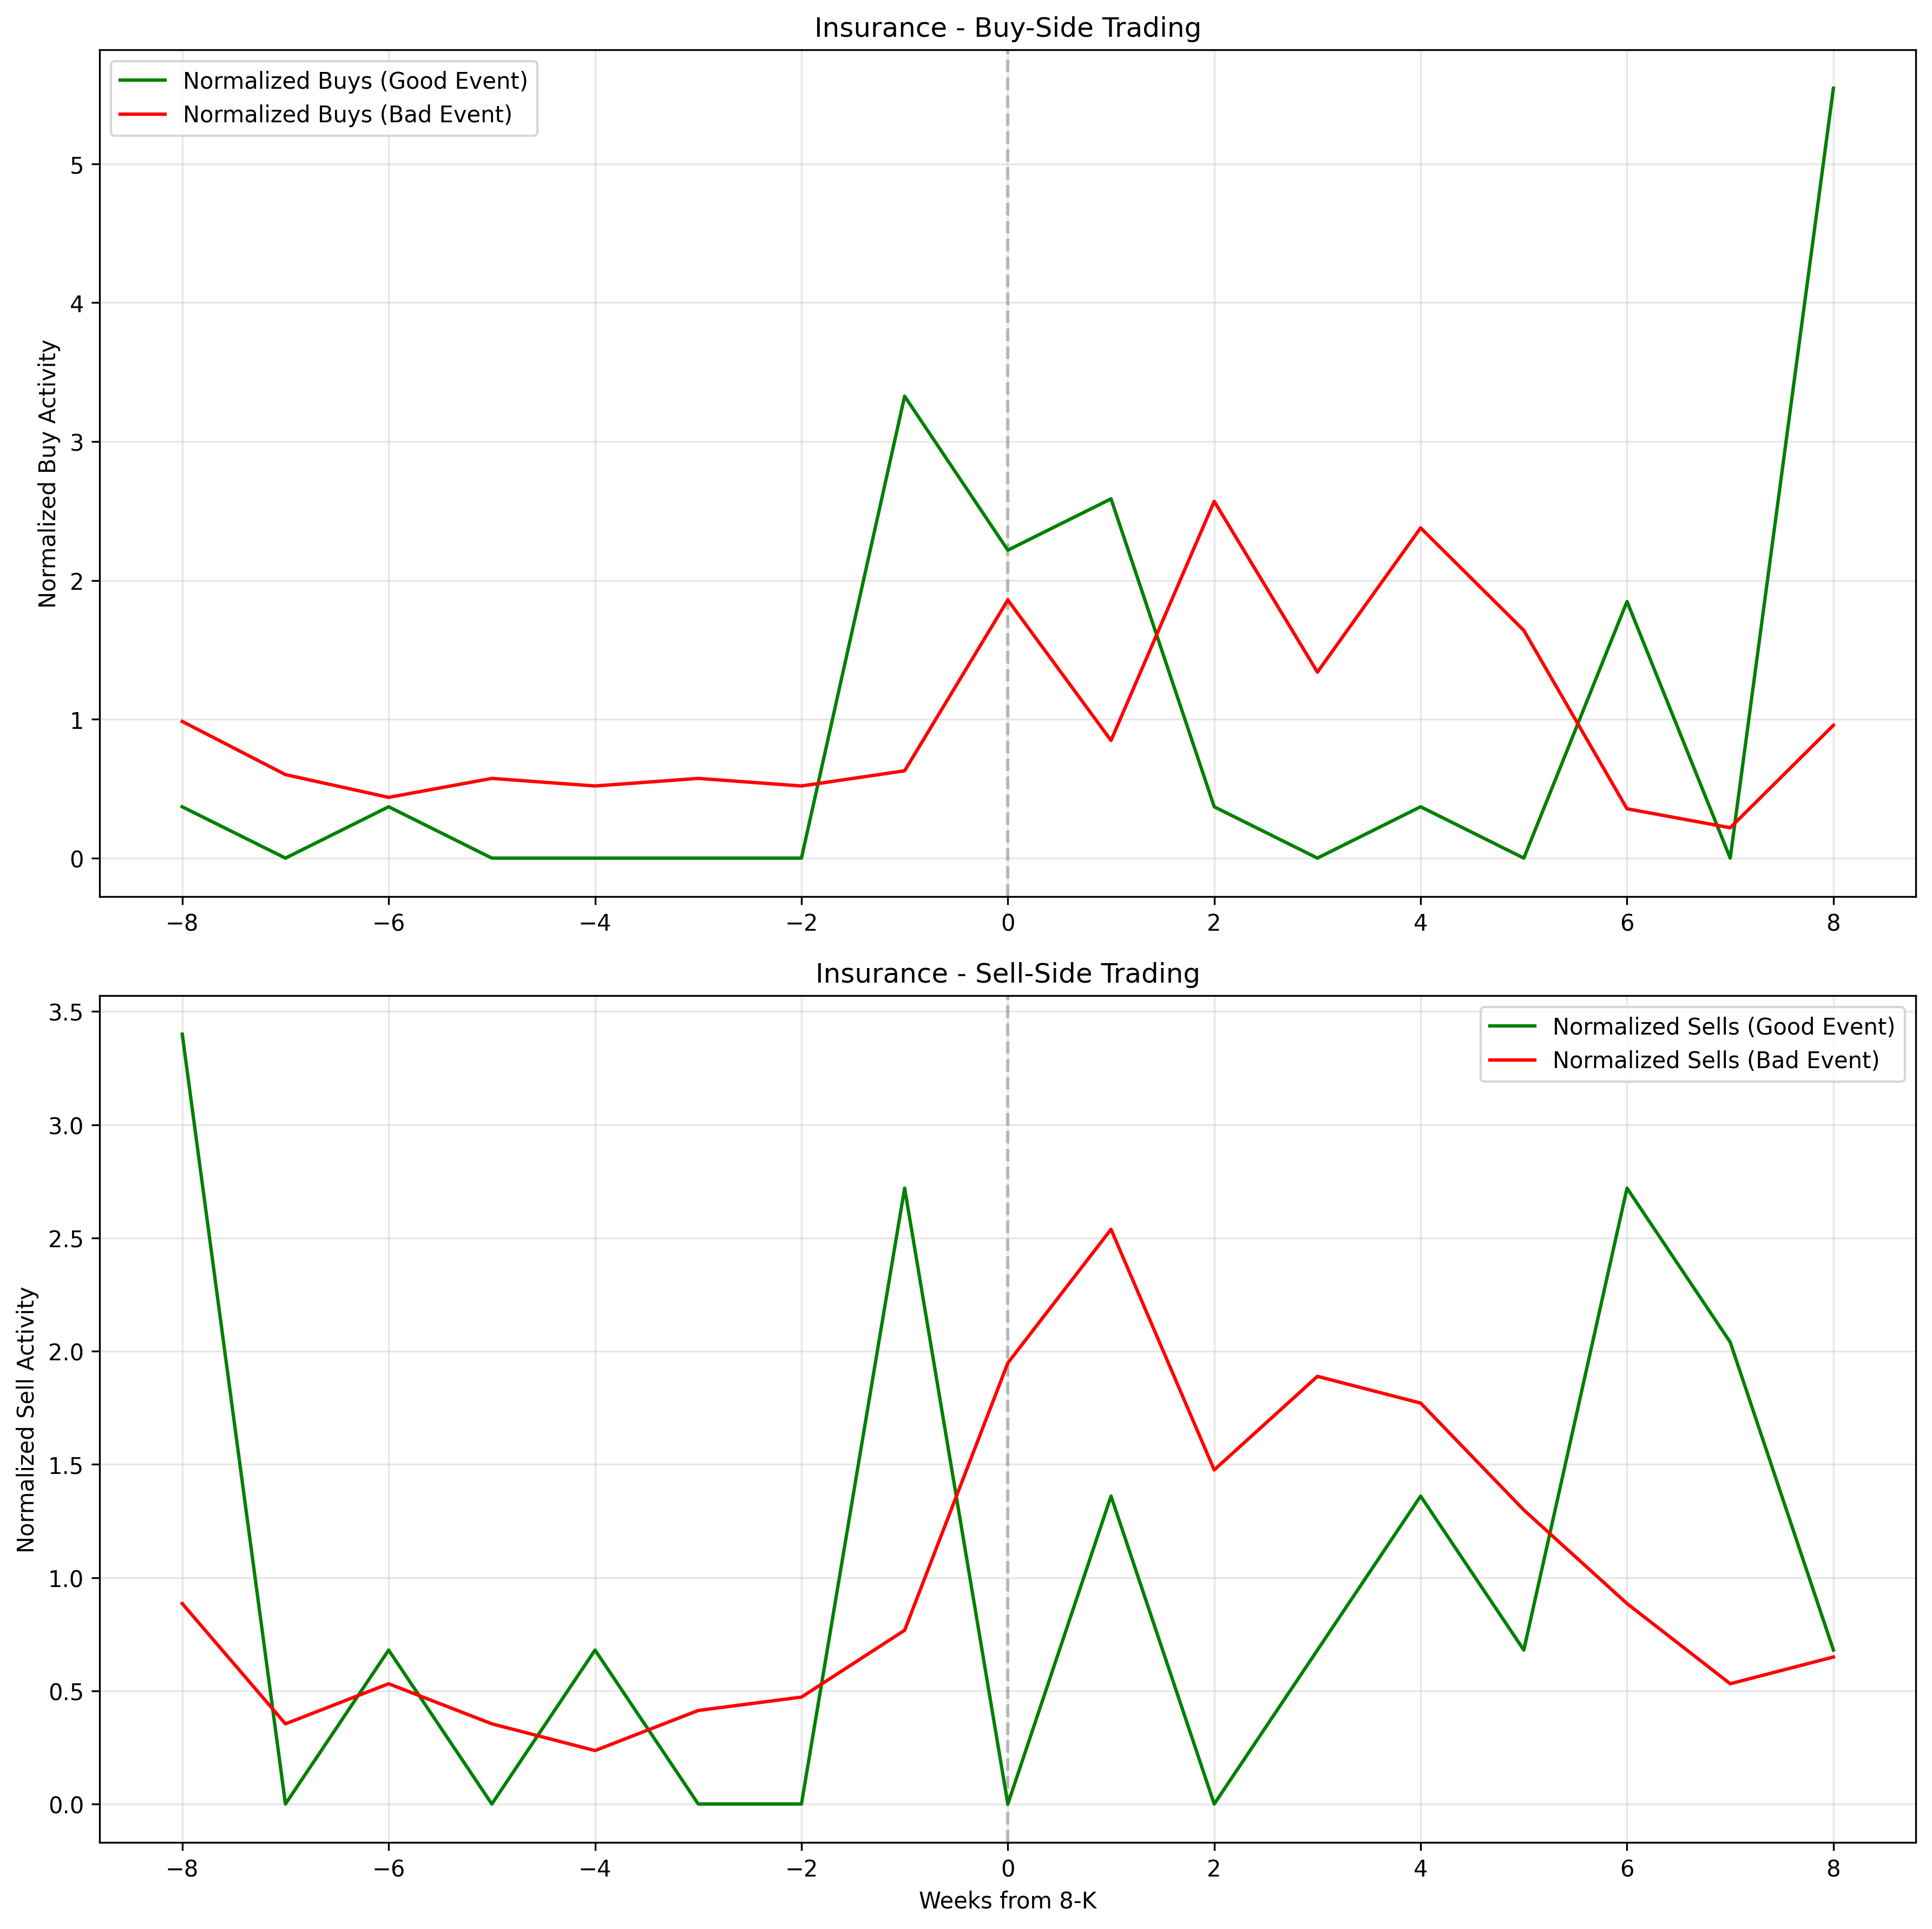 Insurance - Buy-Side Trading
Normalized Buys (Good Event)
Normalized Buys (Bad Event)
Normalized Buy Activity
5
4
3
2
1
0
−8 −6 −4 −2 0 2 4 6 8
Insurance - Sell-Side Trading
Normalized Sells (Good Event)
Normalized Sells (Bad Event)
Normalized Sell Activity
3.5
3.0
2.5
2.0
1.5
1.0
0.5
0.0
−8 −6 −4 −2 0 2 4 6 8
Weeks from 8-K